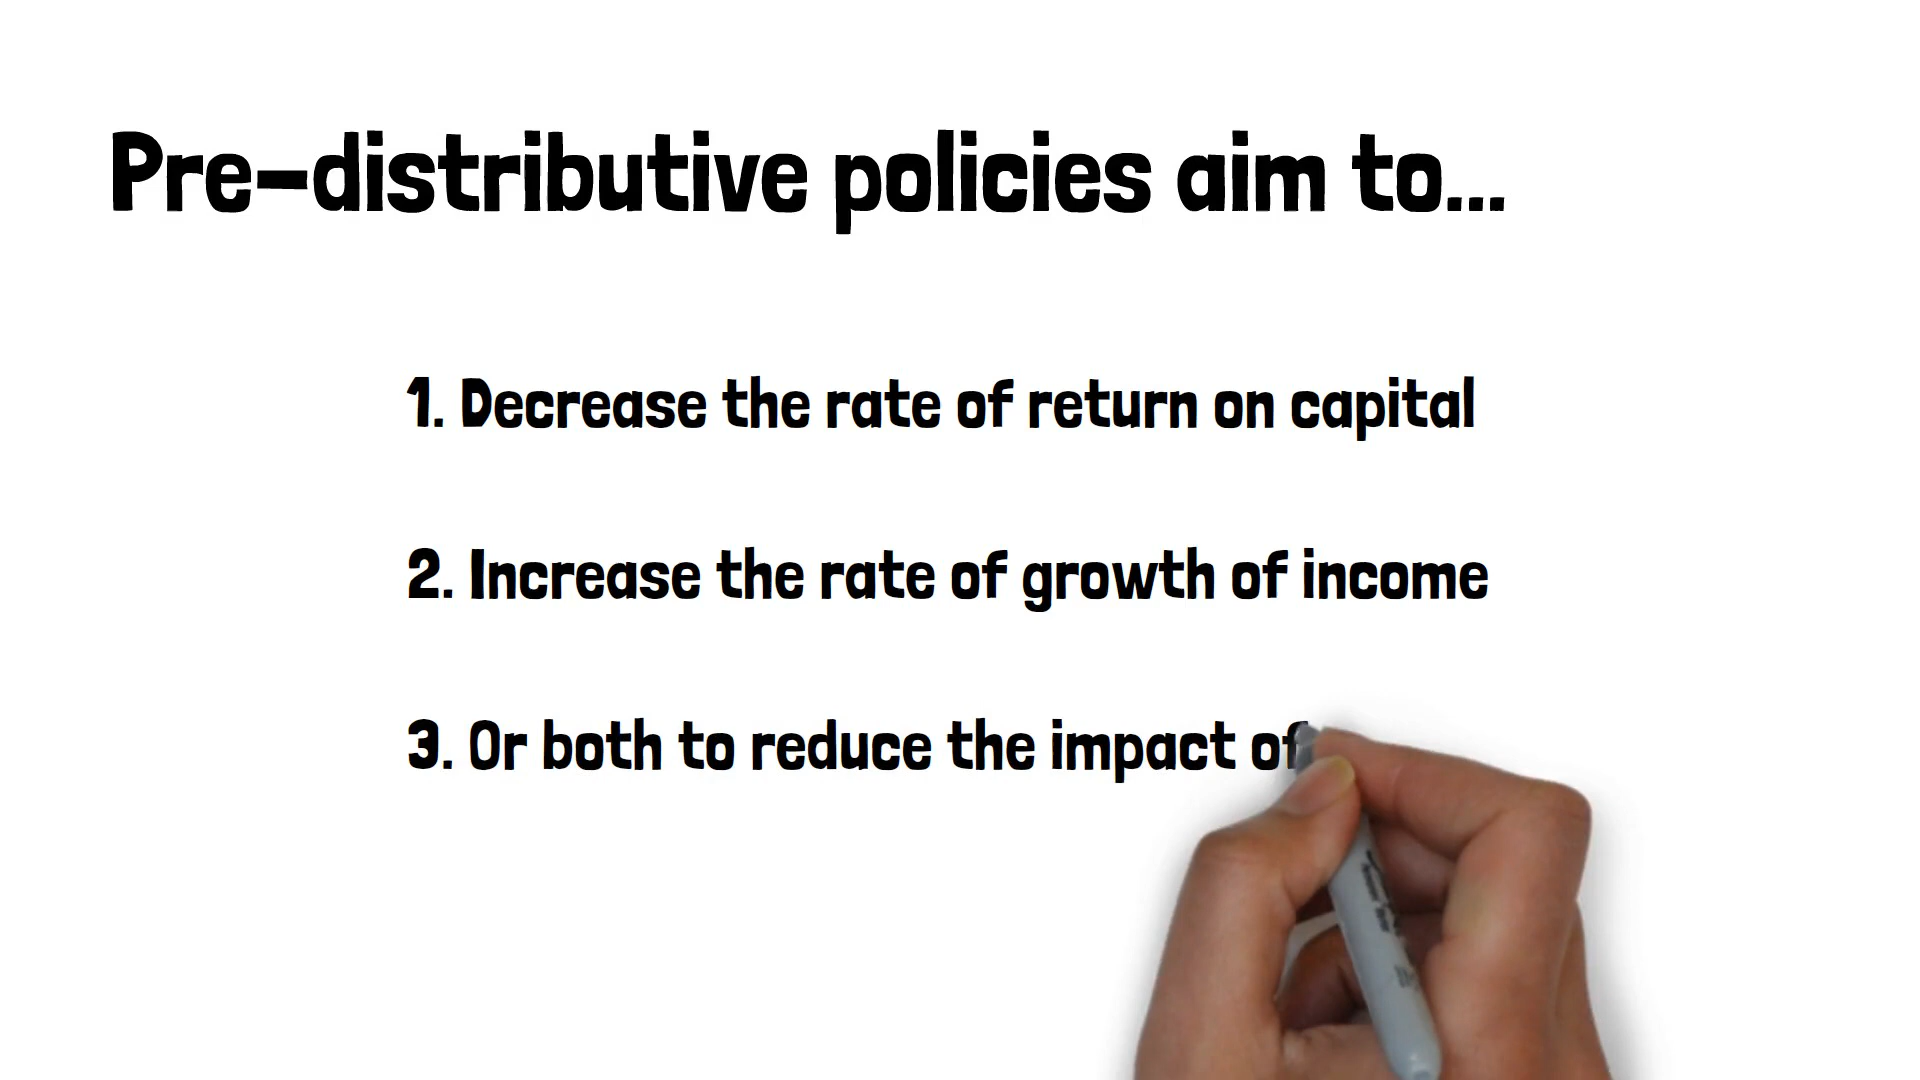 Pre-distributive policies aim to...
1. Decrease the rate of return on capital
2. Increase the rate of growth of income
3. Or both to reduce the impact of